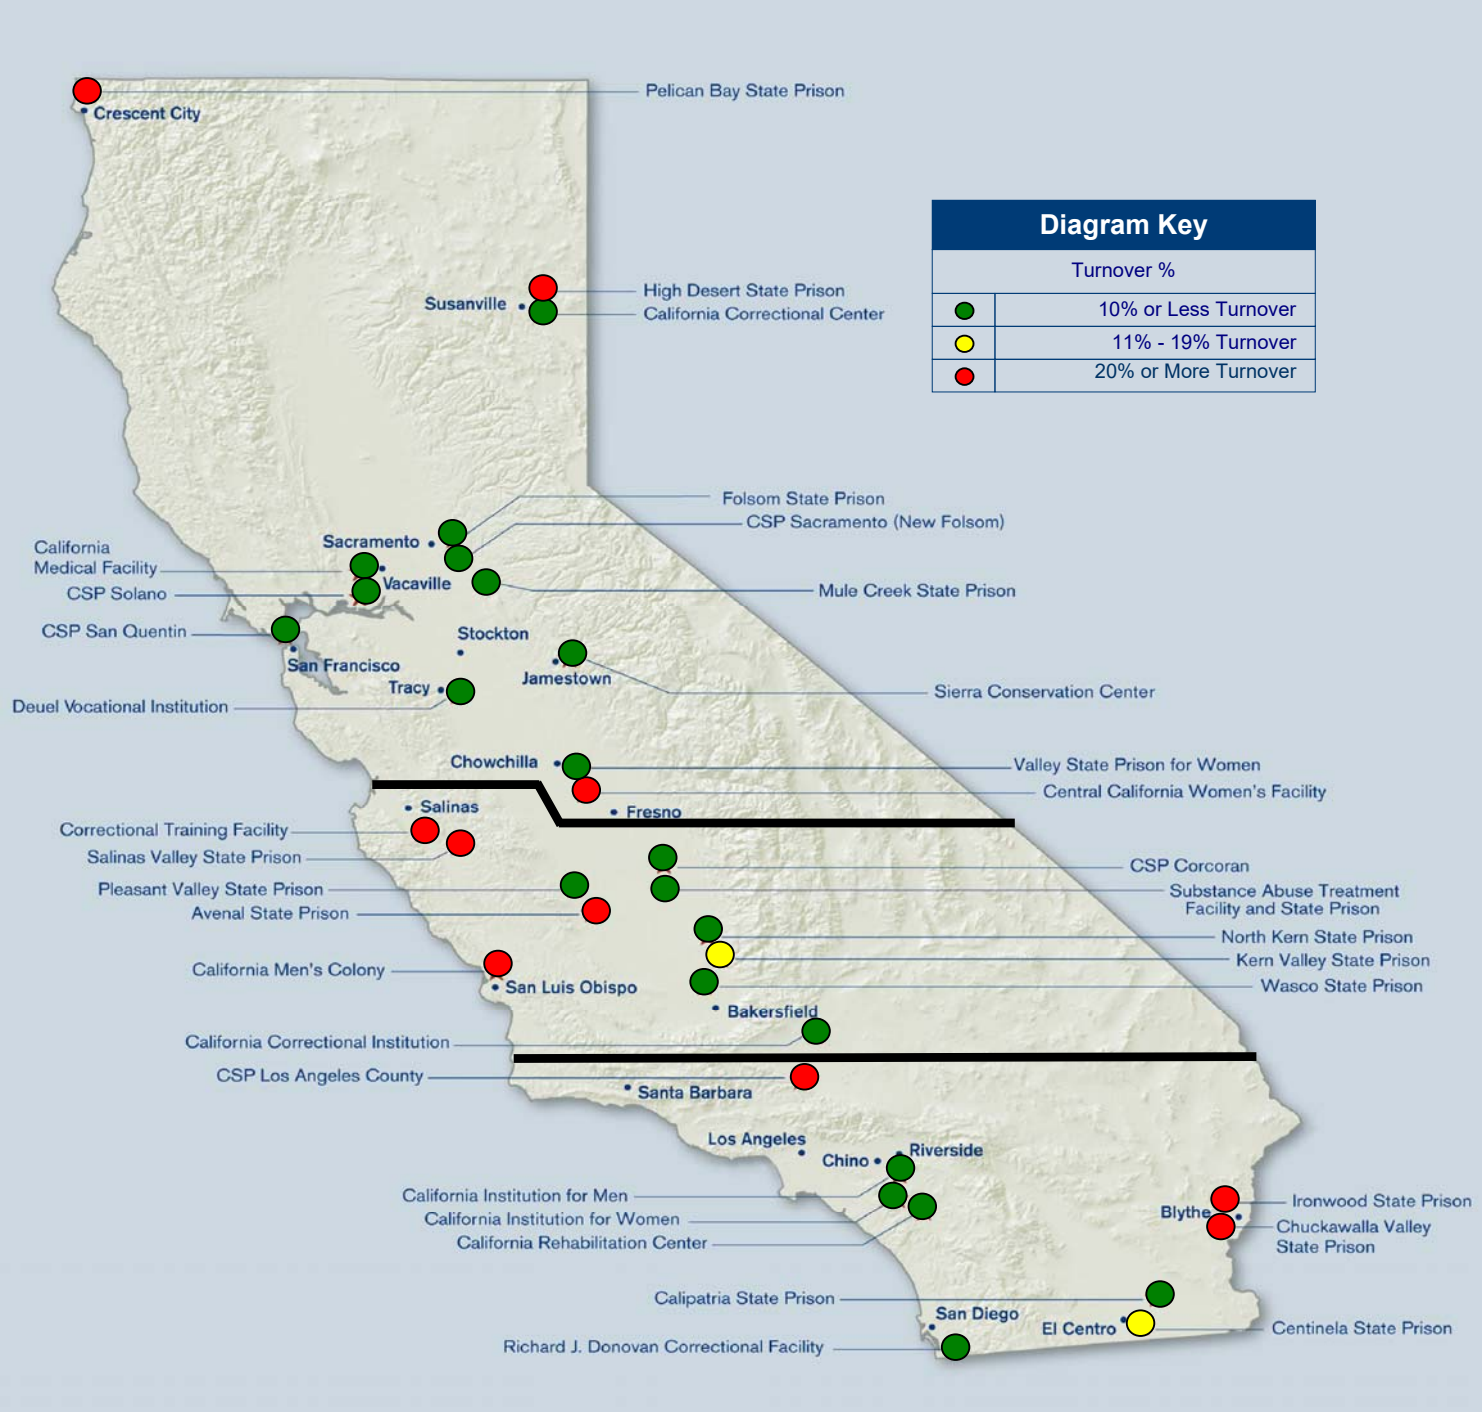 Pelican Bay State Prison
Crescent City
Diagram Key
Turnover %
10% or Less Turnover
11% - 19% Turnover
20% or More Turnover
High Desert State Prison
Susanville
California Correctional Center
Folsom State Prison
CSP Sacramento (New Folsom)
Sacramento
California
Medical Facility
Vacaville
CSP Solano
Mule Creek State Prison
CSP San Quentin
Stockton
San Francisco
Jamestown
Tracy
Sierra Conservation Center
Deuel Vocational Institution
Chowchilla
Valley State Prison for Women
Central California Women's Facility
Salinas
Fresno
Correctional Training Facility
Salinas Valley State Prison
CSP Corcoran
Pleasant Valley State Prison
Substance Abuse Treatment
Facility and State Prison
Avenal State Prison
North Kern State Prison
Kern Valley State Prison
California Men's Colony
San Luis Obispo
Wasco State Prison
Bakersfield
California Correctional Institution
CSP Los Angeles County
Santa Barbara
Los Angeles
Riverside
Chino
California Institution for Men
Ironwood State Prison
Blythe
California Institution for Women
Chuckawalla Valley
State Prison
California Rehabilitation Center
Calipatria State Prison
San Diego
El Centro
Centinela State Prison
Richard J. Donovan Correctional Facility